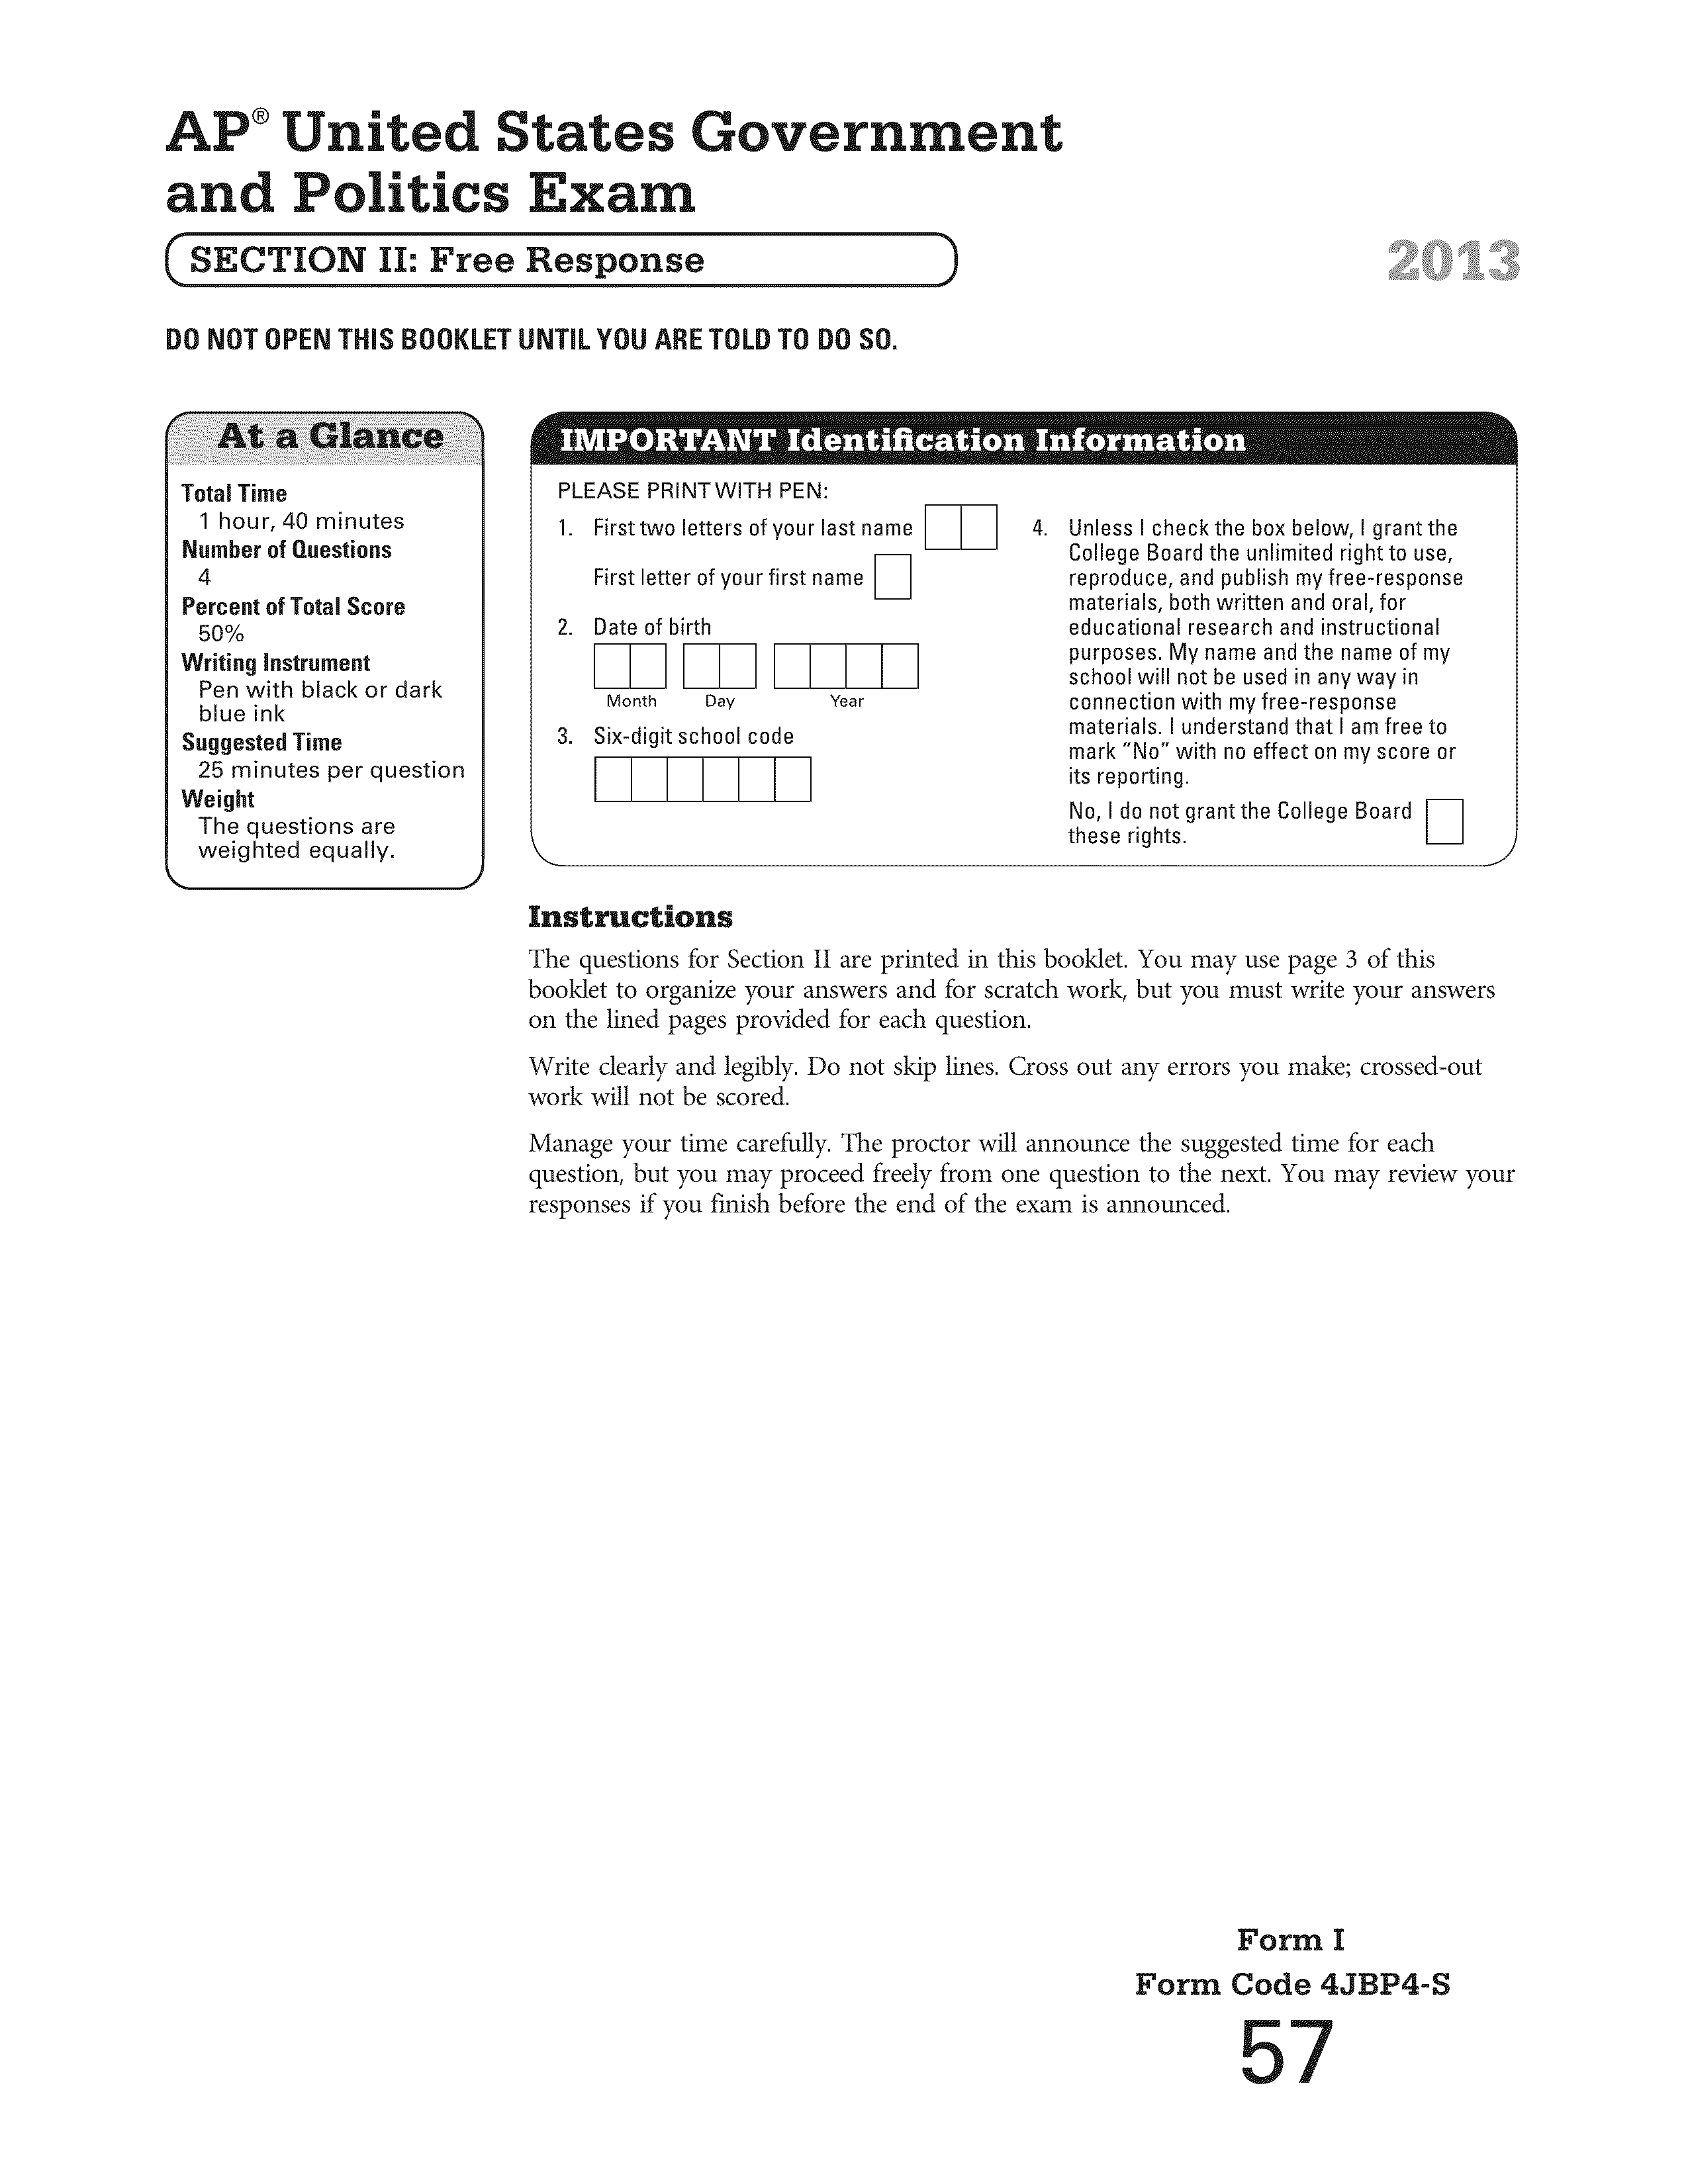 AP® United States Government
and Politics Exam
SECTION II: Free Response
2013
DO NOT OPEN THIS BOOKLET UNTIL YOU ARE TOLD TO DO SO.
At a Glance
Total Time
1 hour, 40 minutes
Number of Questions
4
Percent of Total Score
50%
Writing Instrument
Pen with black or dark
blue ink
Suggested Time
25 minutes per question
Weight
The questions are
weighted equally.
IMPORTANT Identification Information
PLEASE PRINT WITH PEN:
1. First two letters of your last name
First letter of your first name
2. Date of birth
Month Day Year
3. Six-digit school code
4. Unless I check the box below, I grant the
College Board the unlimited right to use,
reproduce, and publish my free-response
materials, both written and oral, for
educational research and instructional
purposes. My name and the name of my
school will not be used in any way in
connection with my free-response
materials. I understand that I am free to
mark "No" with no effect on my score or
its reporting.
No, I do not grant the College Board
these rights.
Instructions
The questions for Section II are printed in this booklet. You may use page 3 of this
booklet to organize your answers and for scratch work, but you must write your answers
on the lined pages provided for each question.
Write clearly and legibly. Do not skip lines. Cross out any errors you make; crossed-out
work will not be scored.
Manage your time carefully. The proctor will announce the suggested time for each
question, but you may proceed freely from one question to the next. You may review your
responses if you finish before the end of the exam is announced.
Form I
Form Code 4JBP4-S
57